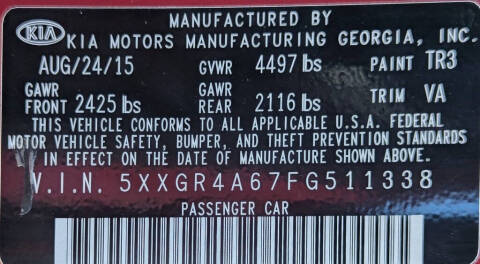 MANUFACTURED BY
KIA KIA MOTORS MANUFACTURING GEORGIA, INC.
AUG/24/15 GVWR 4497 lbs PAINT TR3
GAWR FRONT 2425 lbs GAWR REAR 2116 lbs TRIM VA
THIS VEHICLE CONFORMS TO ALL APPLICABLE U.S.A. FEDERAL
MOTOR VEHICLE SAFETY, BUMPER, AND THEFT PREVENTION STANDARDS
IN EFFECT ON THE DATE OF MANUFACTURE SHOWN ABOVE.
V.I.N. 5XXGR4A67FG511338
PASSENGER CAR